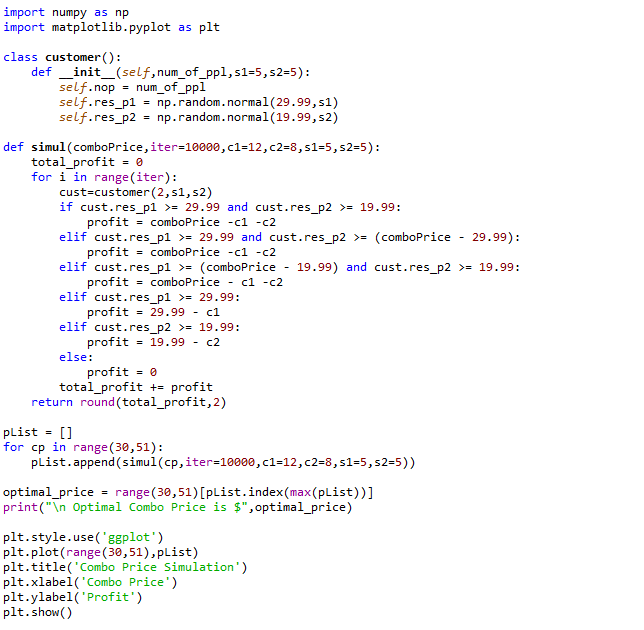 import numpy as np
import matplotlib.pyplot as plt

class customer():
    def __init__(self,num_of_ppl,s1=5,s2=5):
        self.nop = num_of_ppl
        self.res_p1 = np.random.normal(29.99,s1)
        self.res_p2 = np.random.normal(19.99,s2)

def simul(comboPrice,iter=10000,c1=12,c2=8,s1=5,s2=5):
    total_profit = 0
    for i in range(iter):
        cust=customer(2,s1,s2)
        if cust.res_p1 >= 29.99 and cust.res_p2 >= 19.99:
            profit = comboPrice -c1 -c2
        elif cust.res_p1 >= 29.99 and cust.res_p2 >= (comboPrice - 29.99):
            profit = comboPrice -c1 -c2
        elif cust.res_p1 >= (comboPrice - 19.99) and cust.res_p2 >= 19.99:
            profit = comboPrice - c1 -c2
        elif cust.res_p1 >= 29.99:
            profit = 29.99 - c1
        elif cust.res_p2 >= 19.99:
            profit = 19.99 - c2
        else:
            profit = 0
        total_profit += profit
    return round(total_profit,2)

pList = []
for cp in range(30,51):
    pList.append(simul(cp,iter=10000,c1=12,c2=8,s1=5,s2=5))

optimal_price = range(30,51)[pList.index(max(pList))]
print("\n Optimal Combo Price is $",optimal_price)

plt.style.use('ggplot')
plt.plot(range(30,51),pList)
plt.title('Combo Price Simulation')
plt.xlabel('Combo Price')
plt.ylabel('Profit')
plt.show()